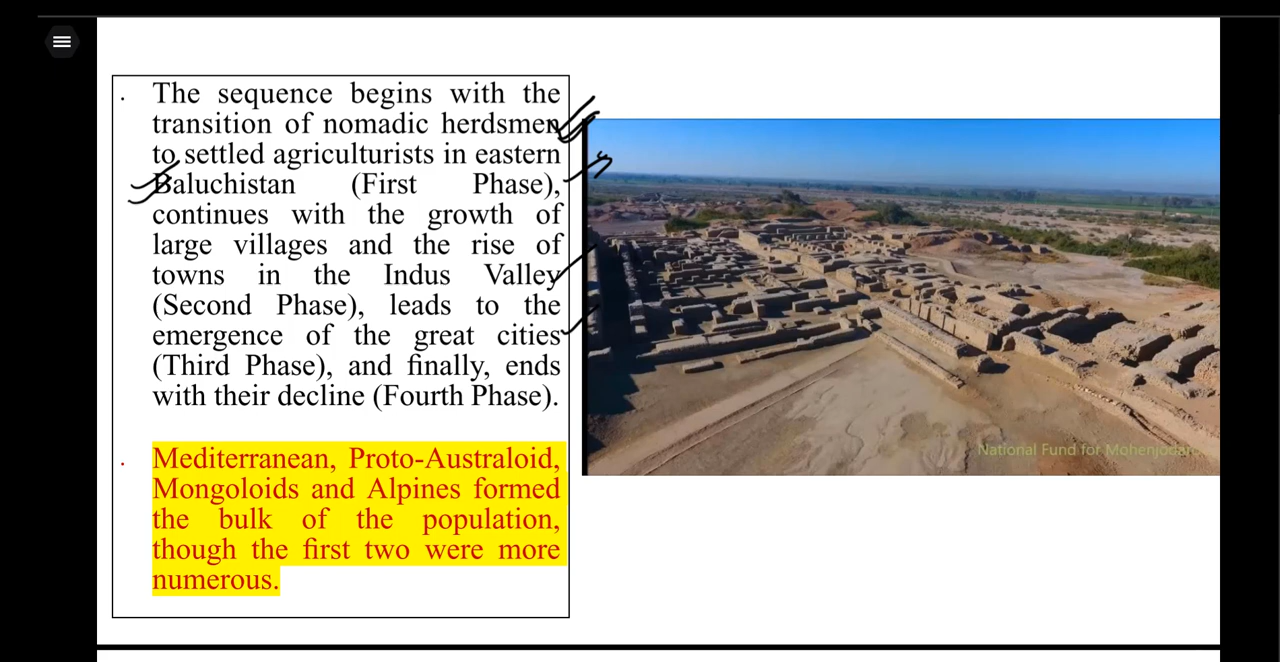 The sequence begins with the
transition of nomadic herdsmen
to settled agriculturists in eastern
Baluchistan (First Phase),
continues with the growth of
large villages and the rise of
towns in the Indus Valley
(Second Phase), leads to the
emergence of the great cities
(Third Phase), and finally, ends
with their decline (Fourth Phase).
Mediterranean, Proto-Australoid,
Mongoloids and Alpines formed
the bulk of the population,
though the first two were more
numerous.
National Fund for Mohenjodaro